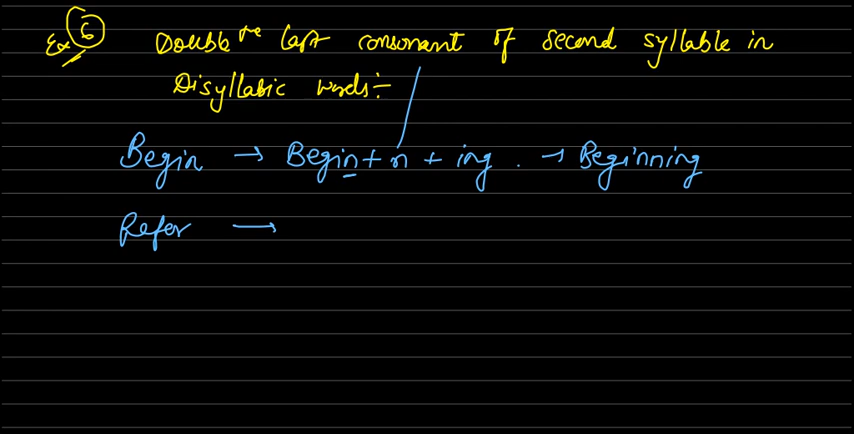 Ex 6 Double the last consonant of second syllable in
Disyllabic words:-
Begin → Begin + n + ing. → Beginning
Refer →